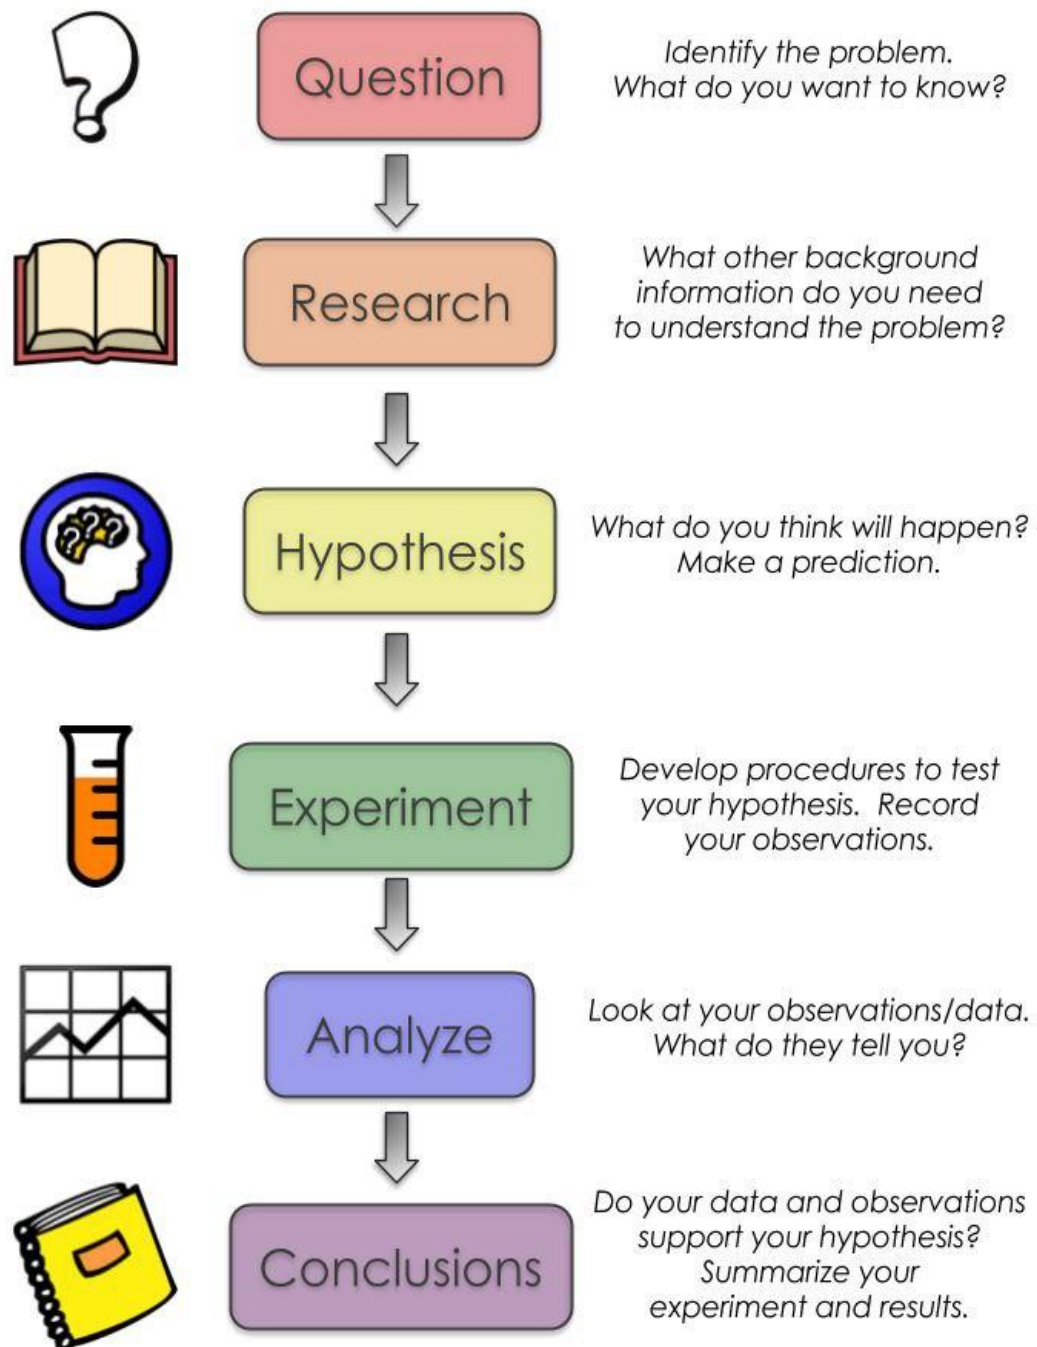 Question
Identify the problem.
What do you want to know?
Research
What other background
information do you need
to understand the problem?
Hypothesis
What do you think will happen?
Make a prediction.
Experiment
Develop procedures to test
your hypothesis.  Record
your observations.
Analyze
Look at your observations/data.
What do they tell you?
Conclusions
Do your data and observations
support your hypothesis?
Summarize your
experiment and results.